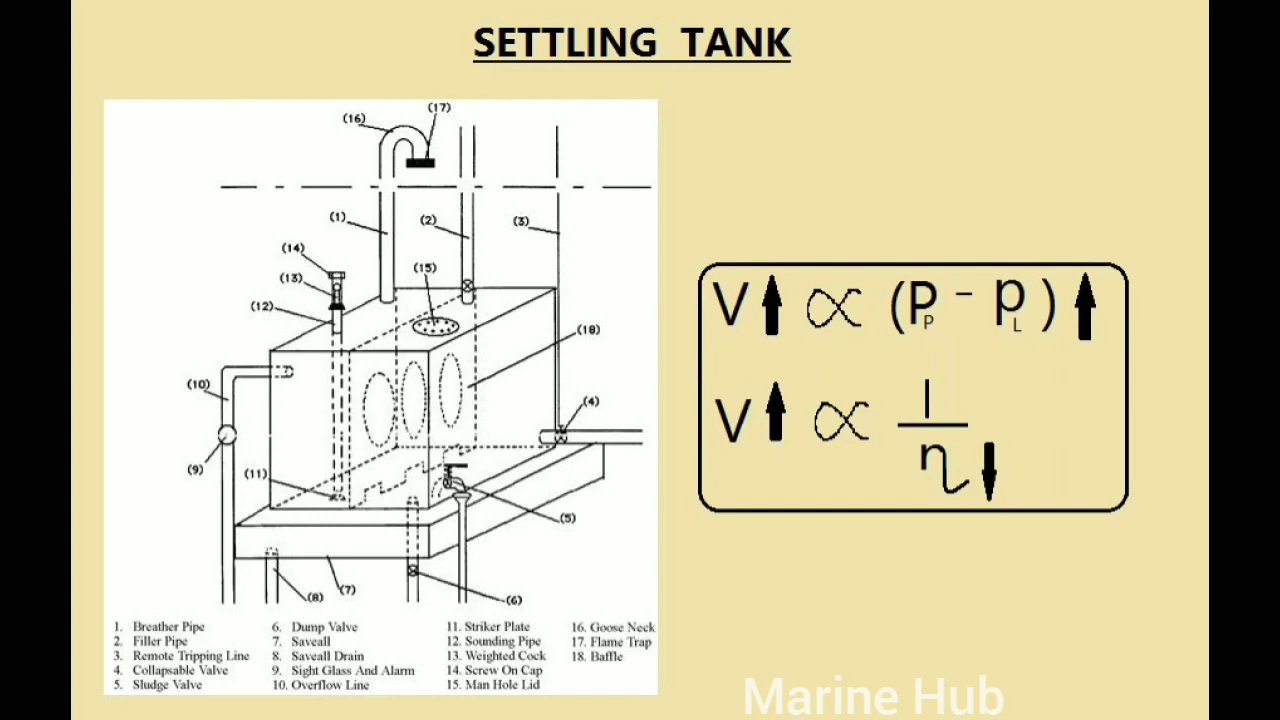 SETTLING TANK
(17)
(16)
(1)
(2)
(3)
(14)
(15)
(13)
(12)
(18)
(10)
(4)
(9)
(11)
(5)
(7)
(8)
(6)
1. Breather Pipe
2. Filler Pipe
3. Remote Tripping Line
4. Collapsable Valve
5. Sludge Valve
6. Dump Valve
7. Saveall
8. Saveall Drain
9. Sight Glass And Alarm
10. Overflow Line
11. Striker Plate
12. Sounding Pipe
13. Weighted Cock
14. Screw On Cap
15. Man Hole Lid
16. Goose Neck
17. Flame Trap
18. Baffle
V ↑ ∝ (P_P - p_L) ↑
V ↑ ∝ 1/η ↓
Marine Hub